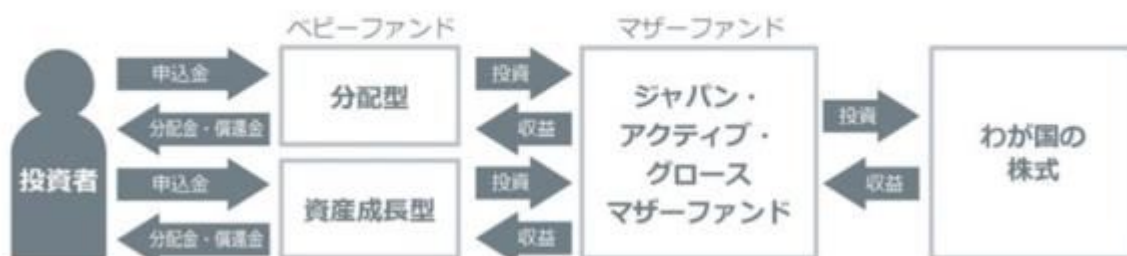 ベビーファンド
マザーファンド
投資者
申込金
分配金・償還金
申込金
分配金・償還金
分配型
資産成長型
投資
収益
投資
収益
ジャパン・
アクティブ・
グロース
マザーファンド
投資
収益
わが国の
株式